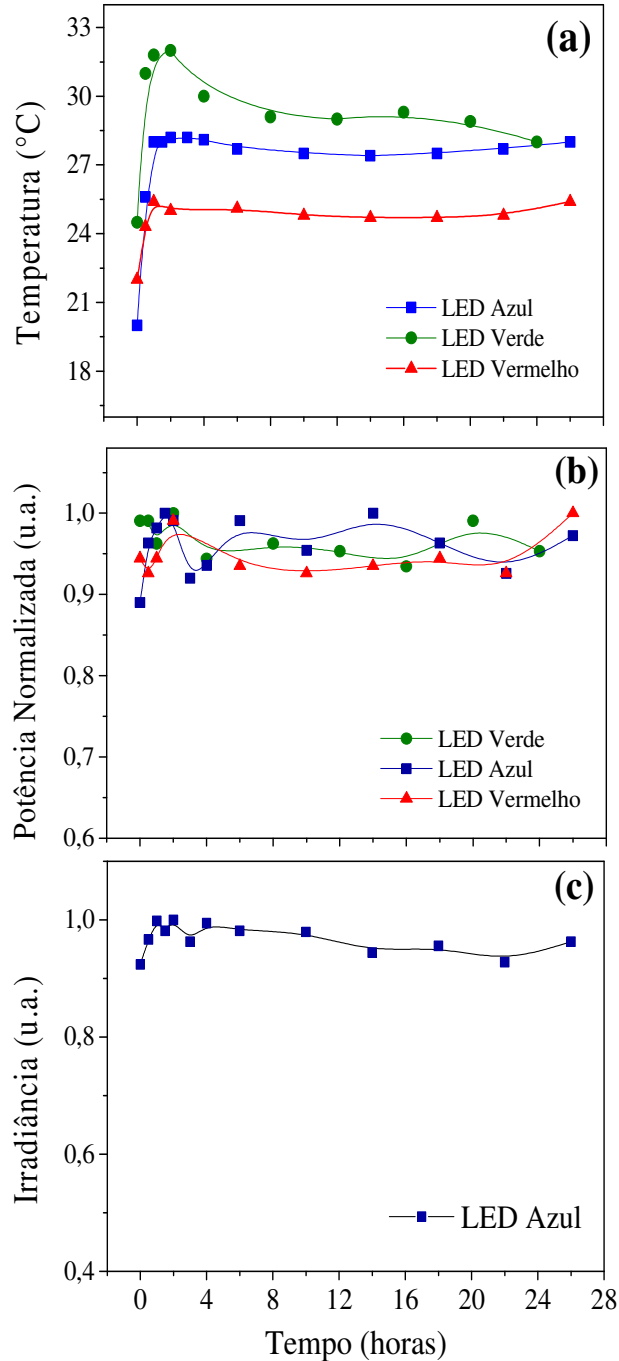 (a)
Temperatura (°C)
33
30
27
24
21
18
LED Azul
LED Verde
LED Vermelho
(b)
Potência Normalizada (u.a.)
1,0
0,9
0,8
0,7
0,6
LED Verde
LED Azul
LED Vermelho
(c)
Irradiância (u.a.)
1,0
0,8
0,6
0,4
LED Azul
0 4 8 12 16 20 24 28
Tempo (horas)